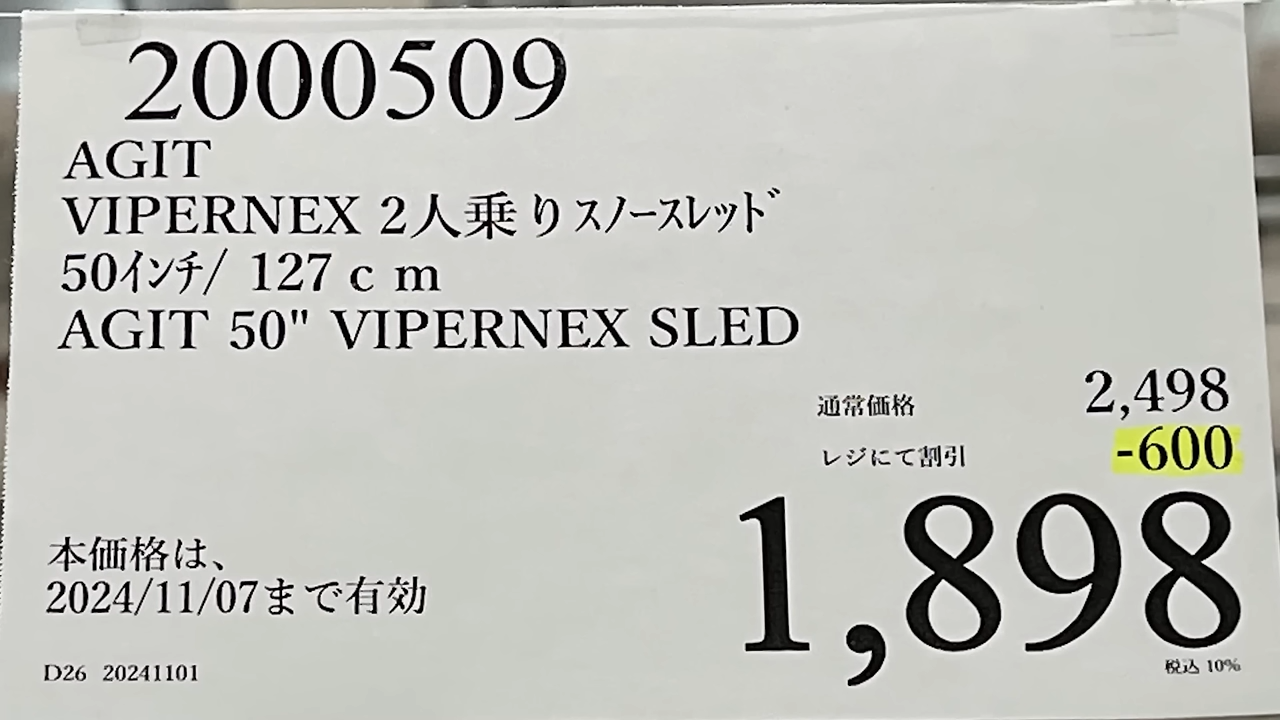 2000509
AGIT
VIPERNEX 2人乗りスノースレッド
50インチ/ 127ｃｍ
AGIT 50" VIPERNEX SLED
通常価格 2,498
レジにて割引 -600
1,898
税込 10%
本価格は、
2024/11/07まで有効
D26 20241101